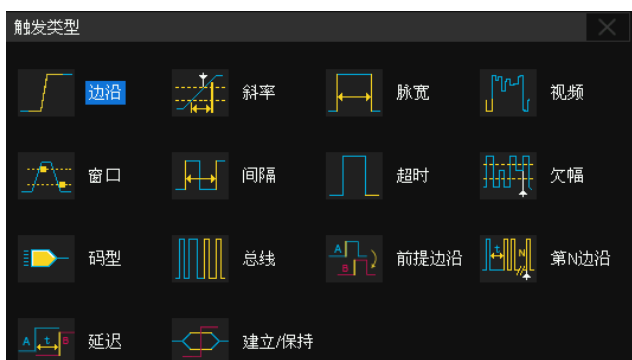 触发类型
边沿 斜率 脉宽 视频
窗口 间隔 超时 欠幅
码型 总线 A B 前提边沿 t N 第N边沿
A t B 延迟 建立/保持